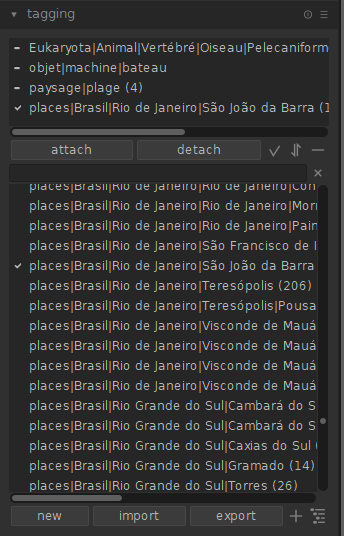 tagging
Eukaryota|Animal|Vertébré|Oiseau|Pelecaniform
objet|machine|bateau
paysage|plage (4)
places|Brasil|Rio de Janeiro|São João da Barra (1
attach detach
places|Brasil|Rio de Janeiro|Rio de Janeiro|Con
places|Brasil|Rio de Janeiro|Rio de Janeiro|Morr
places|Brasil|Rio de Janeiro|Rio de Janeiro|Pain
places|Brasil|Rio de Janeiro|São Francisco de I
places|Brasil|Rio de Janeiro|São João da Barra
places|Brasil|Rio de Janeiro|Teresópolis (206)
places|Brasil|Rio de Janeiro|Teresópolis|Pousa
places|Brasil|Rio de Janeiro|Visconde de Mauá
places|Brasil|Rio de Janeiro|Visconde de Mauá
places|Brasil|Rio de Janeiro|Visconde de Mauá
places|Brasil|Rio de Janeiro|Visconde de Mauá
places|Brasil|Rio Grande do Sul|Cambará do S
places|Brasil|Rio Grande do Sul|Cambará do S
places|Brasil|Rio Grande do Sul|Caxias do Sul (
places|Brasil|Rio Grande do Sul|Gramado (14)
places|Brasil|Rio Grande do Sul|Torres (26)
new import export